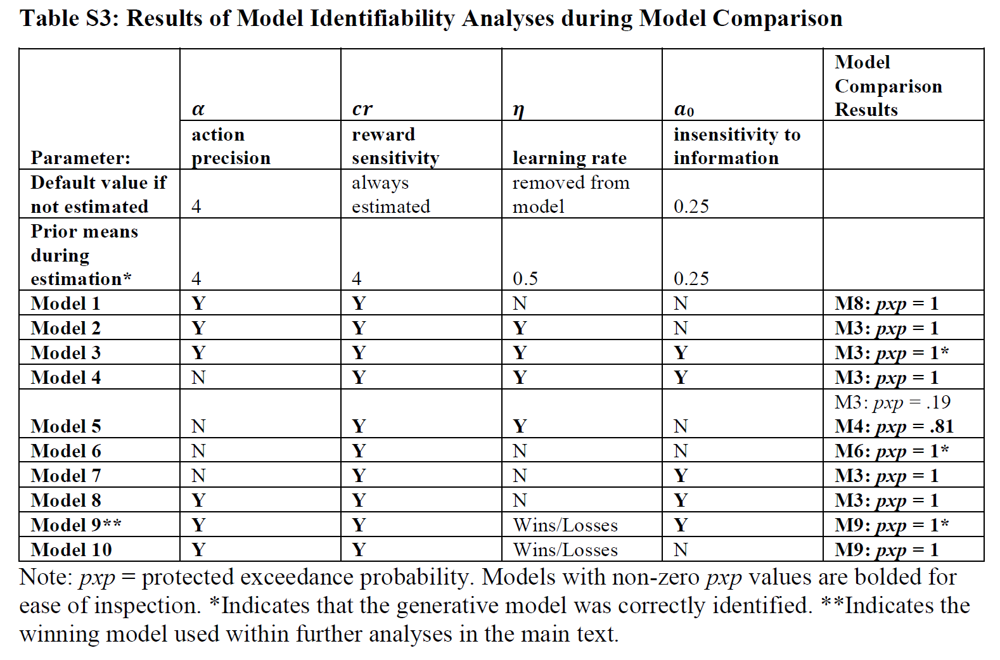 Table S3: Results of Model Identifiability Analyses during Model Comparison
Parameter: α cr η a₀ Model Comparison Results
action precision reward sensitivity learning rate insensitivity to information
Default value if not estimated 4 always estimated removed from model 0.25
Prior means during estimation* 4 4 0.5 0.25
Model 1 Y Y N N M8: pxp = 1
Model 2 Y Y Y N M3: pxp = 1
Model 3 Y Y Y Y M3: pxp = 1*
Model 4 N Y Y Y M3: pxp = 1
Model 5 N Y Y N M3: pxp = .19 M4: pxp = .81
Model 6 N Y N N M6: pxp = 1*
Model 7 N Y N Y M3: pxp = 1
Model 8 Y Y N Y M3: pxp = 1
Model 9** Y Y Wins/Losses Y M9: pxp = 1*
Model 10 Y Y Wins/Losses N M9: pxp = 1
Note: pxp = protected exceedance probability. Models with non-zero pxp values are bolded for
ease of inspection. *Indicates that the generative model was correctly identified. **Indicates the
winning model used within further analyses in the main text.